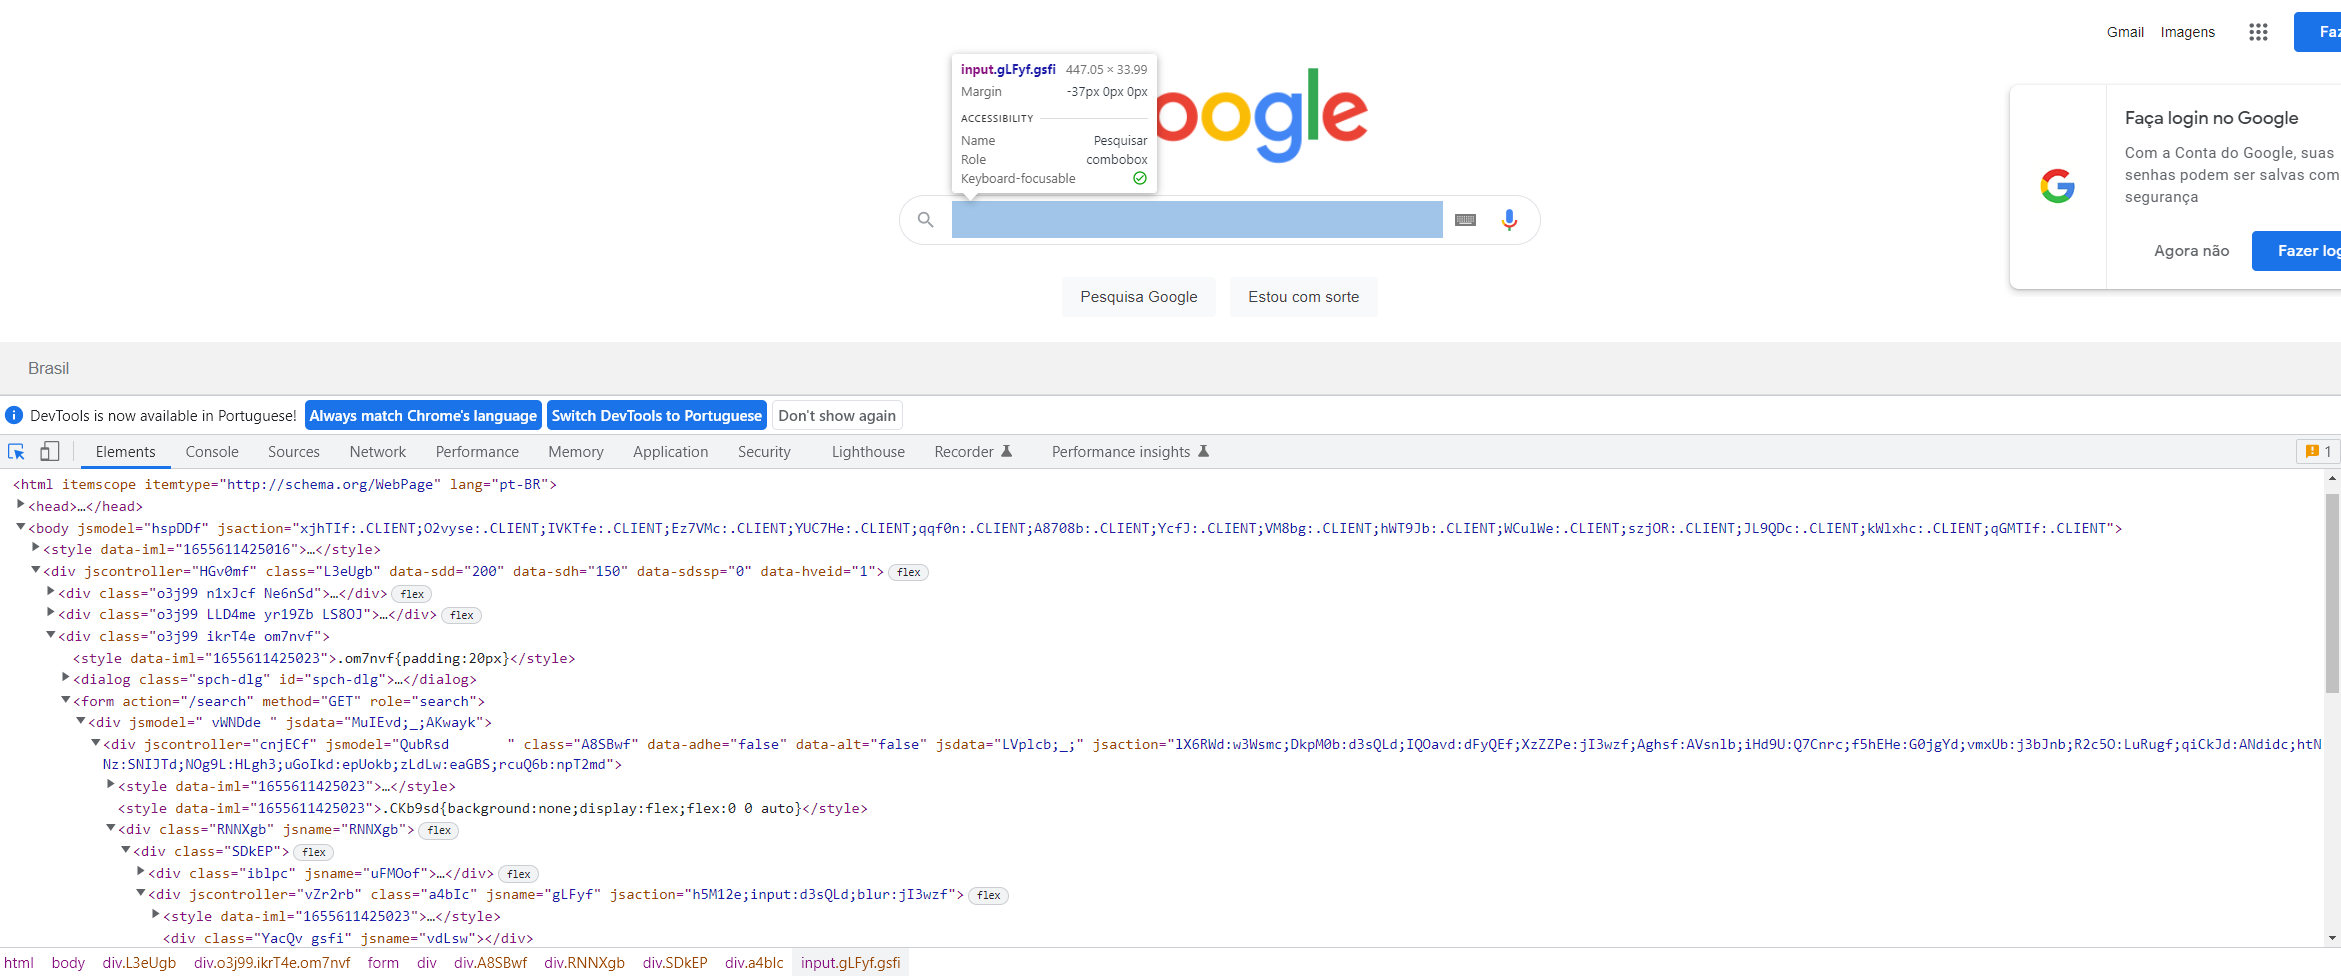 Gmail Imagens Faz
input.gLFyf.gsfi 447.05 × 33.99
Margin -37px 0px 0px
ACCESSIBILITY
Name Pesquisar
Role combobox
Keyboard-focusable
oogle
Faça login no Google
Com a Conta do Google, suas
senhas podem ser salvas com
segurança
Agora não Fazer log
Pesquisa Google Estou com sorte
Brasil
DevTools is now available in Portuguese! Always match Chrome's language Switch DevTools to Portuguese Don't show again
Elements Console Sources Network Performance Memory Application Security Lighthouse Recorder Performance insights 1
<html itemscope itemtype="http://schema.org/WebPage" lang="pt-BR">
<head>…</head>
<body jsmodel="hspDDf" jsaction="xjhTIf:.CLIENT;O2vyse:.CLIENT;IVKTfe:.CLIENT;Ez7VMc:.CLIENT;YUC7He:.CLIENT;qqf0n:.CLIENT;A8708b:.CLIENT;YcfJ:.CLIENT;VM8bg:.CLIENT;hWT9Jb:.CLIENT;WCulWe:.CLIENT;szjOR:.CLIENT;JL9QDc:.CLIENT;kWlxhc:.CLIENT;qGMTIf:.CLIENT">
<style data-iml="1655611425016">…</style>
<div jscontroller="HGv0mf" class="L3eUgb" data-sdd="200" data-sdh="150" data-sdssp="0" data-hveid="1"> flex
<div class="o3j99 n1xJcf Ne6nSd">…</div> flex
<div class="o3j99 LLD4me yr19Zb LS8OJ">…</div> flex
<div class="o3j99 ikrT4e om7nvf">
<style data-iml="1655611425023">.om7nvf{padding:20px}</style>
<dialog class="spch-dlg" id="spch-dlg">…</dialog>
<form action="/search" method="GET" role="search">
<div jsmodel=" vWNDde " jsdata="MuIEvd;_;AKwayk">
<div jscontroller="cnjECf" jsmodel="QubRsd " class="A8SBwf" data-adhe="false" data-alt="false" jsdata="LVplcb;_;" jsaction="lX6RWd:w3Wsmc;DkpM0b:d3sQLd;IQOavd:dFyQEf;XzZZPe:jI3wzf;Aghsf:AVsnlb;iHd9U:Q7Cnrc;f5hEHe:G0jgYd;vmxUb:j3bJnb;R2c5O:LuRugf;qiCkJd:ANdidc;htN
Nz:SNIJTd;NOg9L:HLgh3;uGoIkd:epUokb;zLdLw:eaGBS;rcuQ6b:npT2md">
<style data-iml="1655611425023">…</style>
<style data-iml="1655611425023">.CKb9sd{background:none;display:flex;flex:0 0 auto}</style>
<div class="RNNXgb" jsname="RNNXgb"> flex
<div class="SDkEP"> flex
<div class="iblpc" jsname="uFMOof">…</div> flex
<div jscontroller="vZr2rb" class="a4bIc" jsname="gLFyf" jsaction="h5M12e;input:d3sQLd;blur:jI3wzf"> flex
<style data-iml="1655611425023">…</style>
<div class="YacQv gsfi" jsname="vdLsw"></div>
html body div.L3eUgb div.o3j99.ikrT4e.om7nvf form div div.A8SBwf div.RNNXgb div.SDkEP div.a4bIc input.gLFyf.gsfi